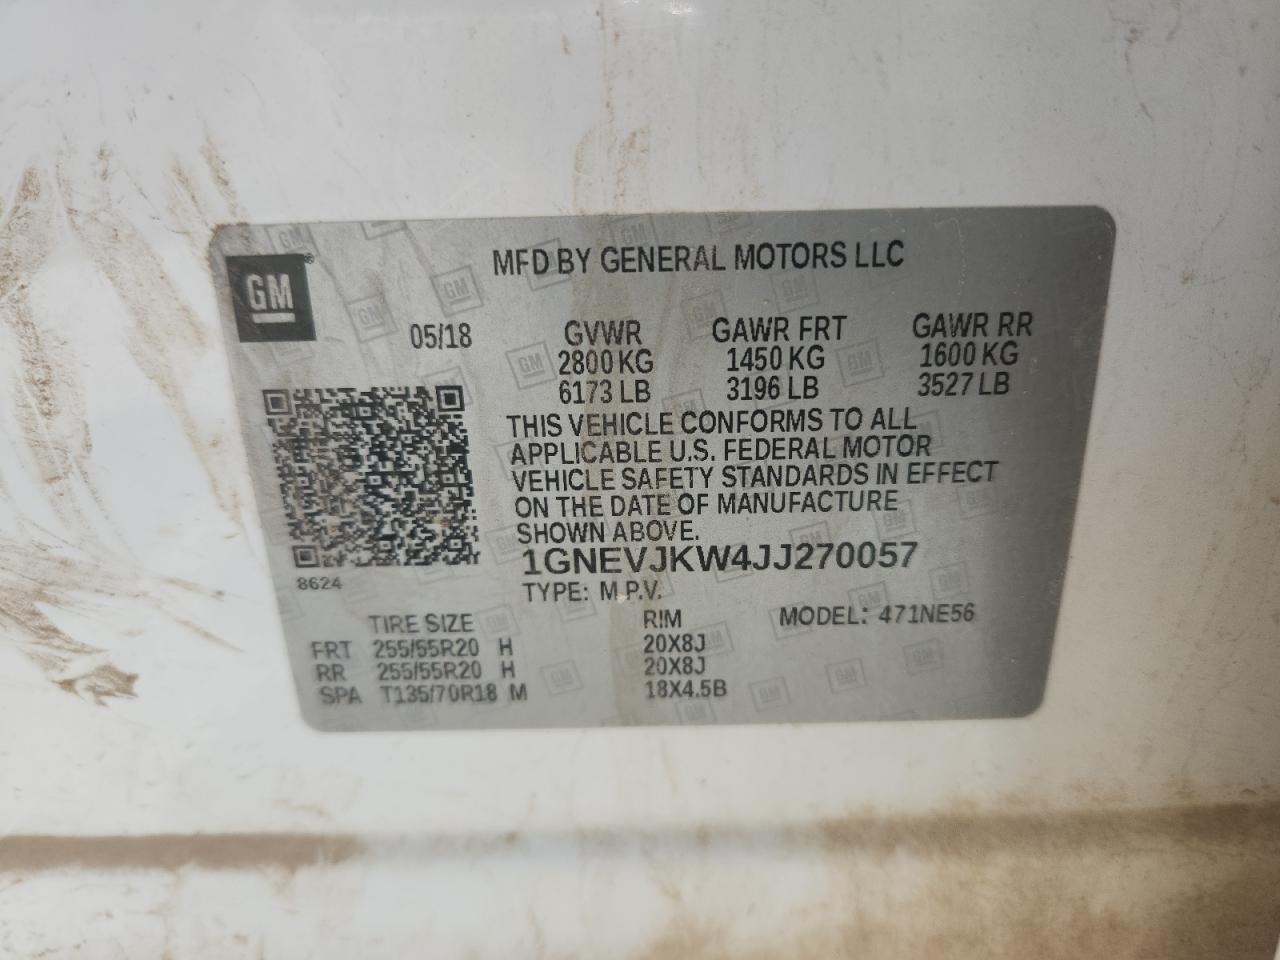 GM
MFD BY GENERAL MOTORS LLC
05/18 GVWR GAWR FRT GAWR RR
2800 KG 1450 KG 1600 KG
6173 LB 3196 LB 3527 LB
THIS VEHICLE CONFORMS TO ALL
APPLICABLE U.S. FEDERAL MOTOR
VEHICLE SAFETY STANDARDS IN EFFECT
ON THE DATE OF MANUFACTURE
SHOWN ABOVE.
1GNEVJKW4JJ270057
8624
TYPE: M.P.V.
TIRE SIZE RIM MODEL: 471NE56
FRT 255/55R20 H 20X8J
RR 255/55R20 H 20X8J
SPA T135/70R18 M 18X4.5B